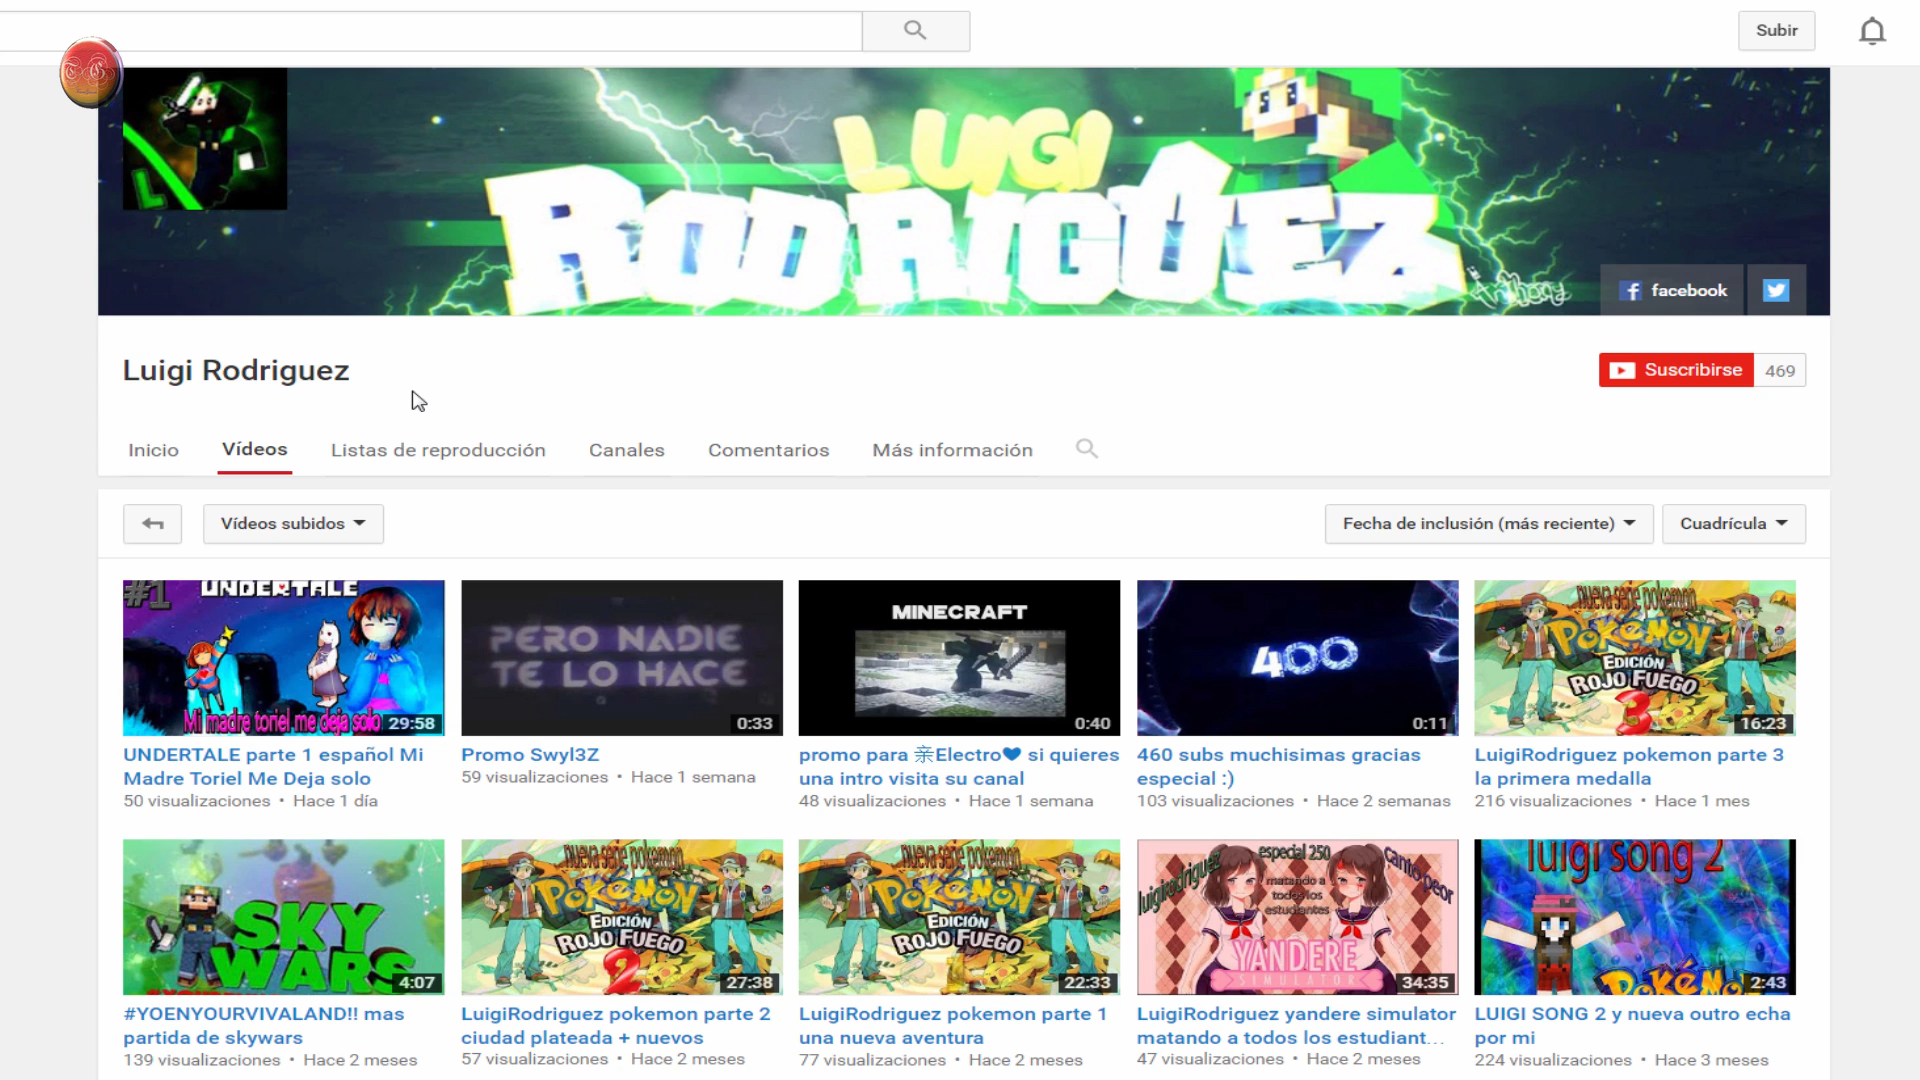 Subir
LUIGI
RODRIGUEZ
Anthony
facebook
Luigi Rodriguez
Suscribirse 469
Inicio Vídeos Listas de reproducción Canales Comentarios Más información
Vídeos subidos Fecha de inclusión (más reciente) Cuadrícula
#1 UNDERTALE
Mi madre toriel me deja solo 29:58
PERO NADIE
TE LO HACE
0:33
MINECRAFT
0:40
400
0:11
nueva serie pokemon
POKéMON
EDICIÓN
ROJO FUEGO
3
16:23
UNDERTALE parte 1 español Mi
Madre Toriel Me Deja solo
50 visualizaciones • Hace 1 día
Promo Swyl3Z
59 visualizaciones • Hace 1 semana
promo para 亲Electro♥ si quieres
una intro visita su canal
48 visualizaciones • Hace 1 semana
460 subs muchisimas gracias
especial :)
103 visualizaciones • Hace 2 semanas
LuigiRodriguez pokemon parte 3
la primera medalla
216 visualizaciones • Hace 1 mes
SKY
WARS
4:07
nueva serie pokemon
POKéMON
EDICIÓN
ROJO FUEGO
2
27:38
nueva serie pokemon
POKéMON
EDICIÓN
ROJO FUEGO
1
22:33
luigirodriguez
especial 250
canto peor
matando a
todos los
estudiantes
YANDERE
SIMULATOR
34:35
luigi song 2
POKéMON
2:43
#YOENYOURVIVALAND!! mas
partida de skywars
139 visualizaciones • Hace 2 meses
LuigiRodriguez pokemon parte 2
ciudad plateada + nuevos
57 visualizaciones • Hace 2 meses
LuigiRodriguez pokemon parte 1
una nueva aventura
77 visualizaciones • Hace 2 meses
LuigiRodriguez yandere simulator
matando a todos los estudiant...
47 visualizaciones • Hace 2 meses
LUIGI SONG 2 y nueva outro echa
por mi
224 visualizaciones • Hace 3 meses